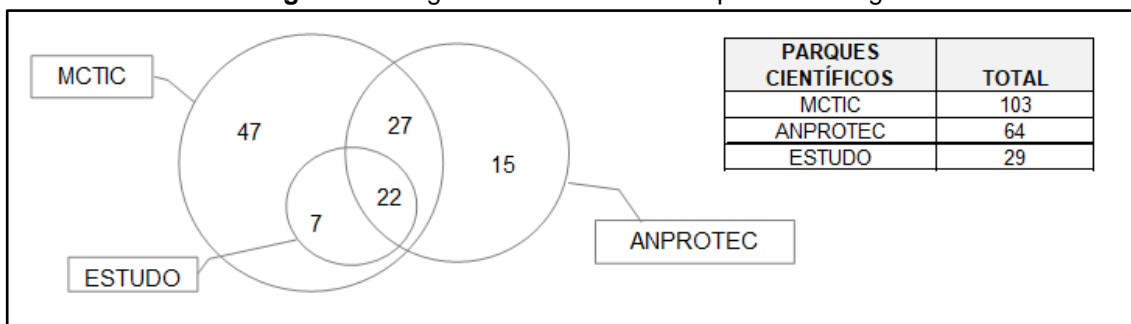 MCTIC
47
27
15
22
7
ESTUDO
ANPROTEC
PARQUES
CIENTÍFICOS TOTAL
MCTIC 103
ANPROTEC 64
ESTUDO 29